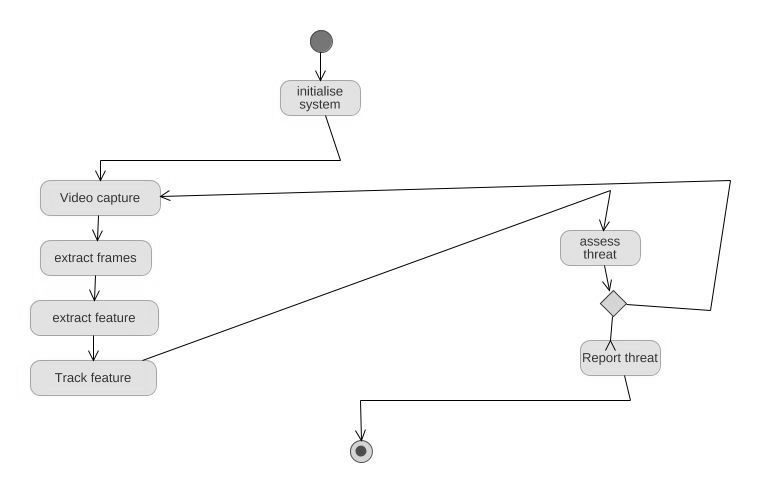 initialise
system
Video capture
extract frames
extract feature
Track feature
assess
threat
Report threat